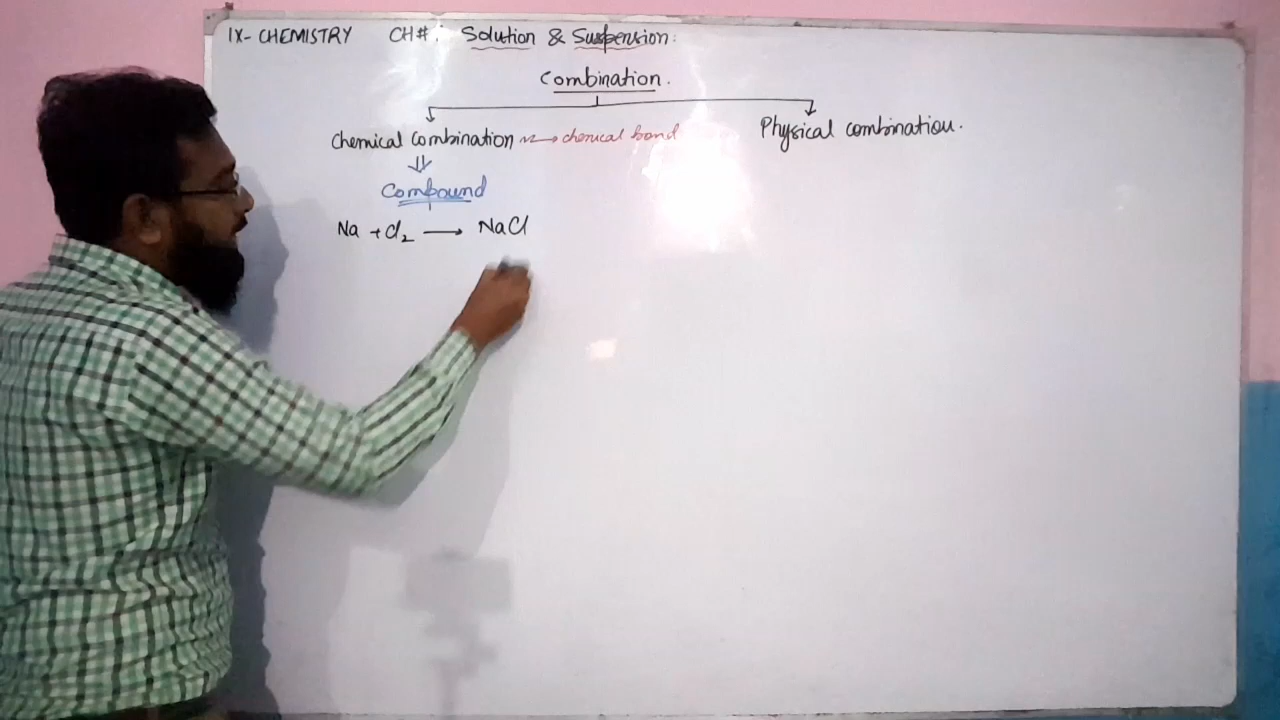 IX- CHEMISTRY CH#: Solution & Suspension:
Combination.
Chemical combination → chemical bond
Physical combination.
Compound
Na + Cl₂ → NaCl